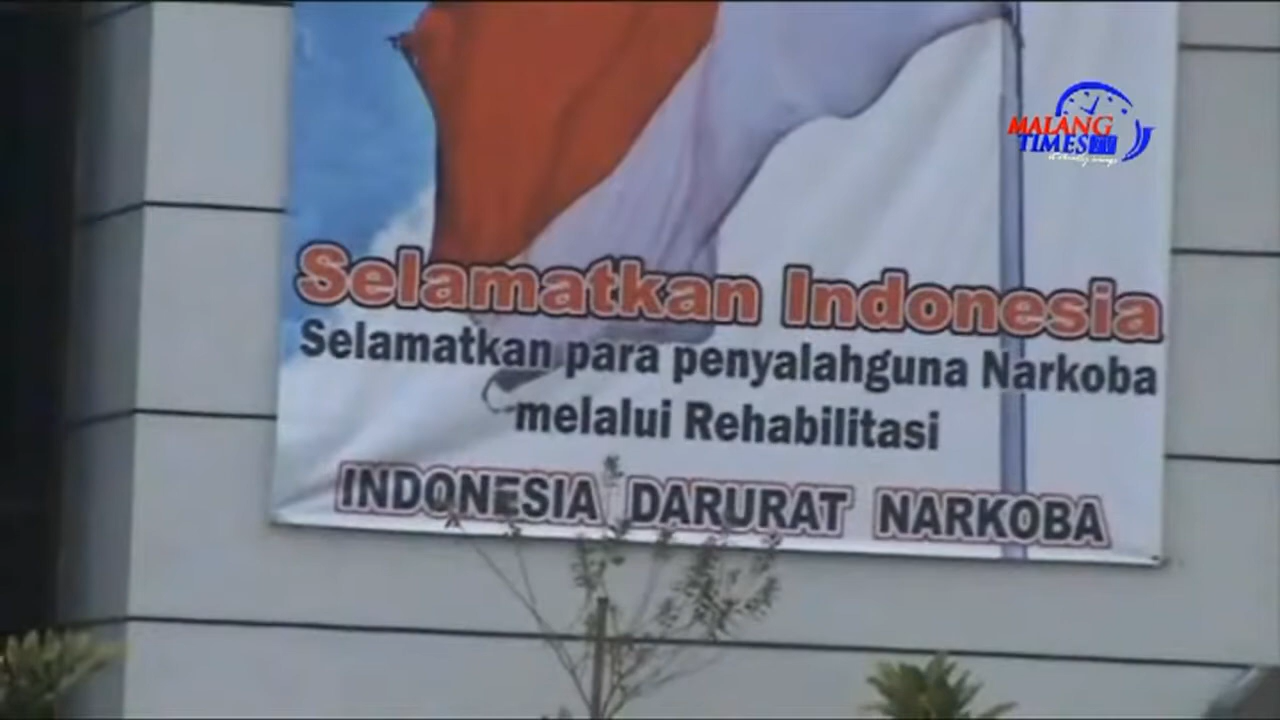 MALANG
TIMES
Selamatkan Indonesia
Selamatkan para penyalahguna Narkoba
melalui Rehabilitasi
INDONESIA DARURAT NARKOBA